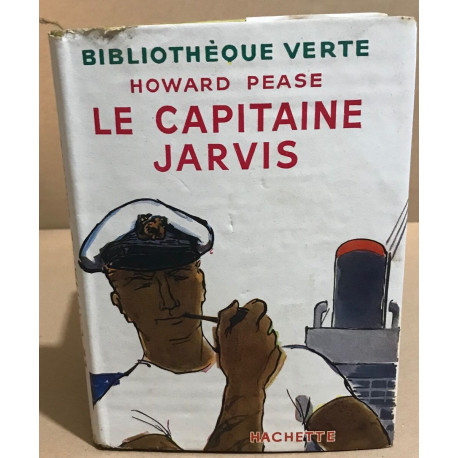 BIBLIOTHÈQUE VERTE
HOWARD PEASE
LE CAPITAINE
JARVIS
HACHETTE